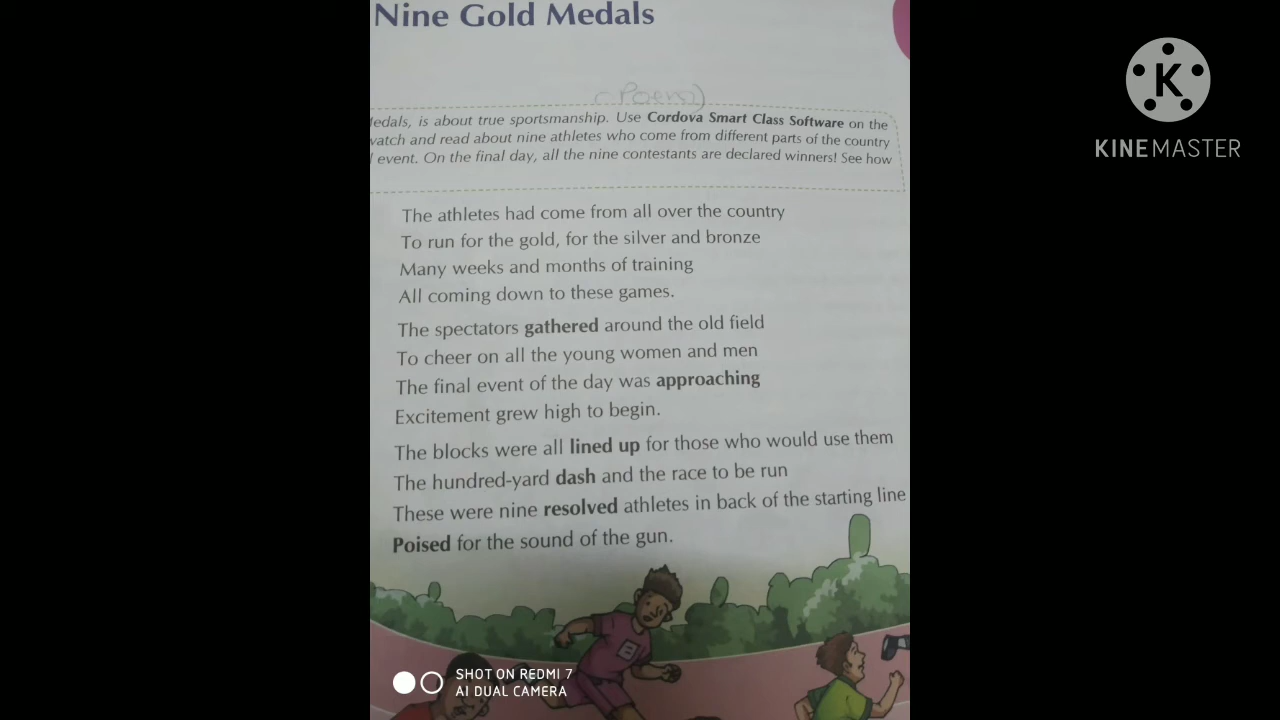 Nine Gold Medals
(Poem)
edals, is about true sportsmanship. Use Cordova Smart Class Software on the
watch and read about nine athletes who come from different parts of the country
event. On the final day, all the nine contestants are declared winners! See how
The athletes had come from all over the country
To run for the gold, for the silver and bronze
Many weeks and months of training
All coming down to these games.
The spectators gathered around the old field
To cheer on all the young women and men
The final event of the day was approaching
Excitement grew high to begin.
The blocks were all lined up for those who would use them
The hundred-yard dash and the race to be run
These were nine resolved athletes in back of the starting line
Poised for the sound of the gun.
SHOT ON REDMI 7
AI DUAL CAMERA
K
KINEMASTER